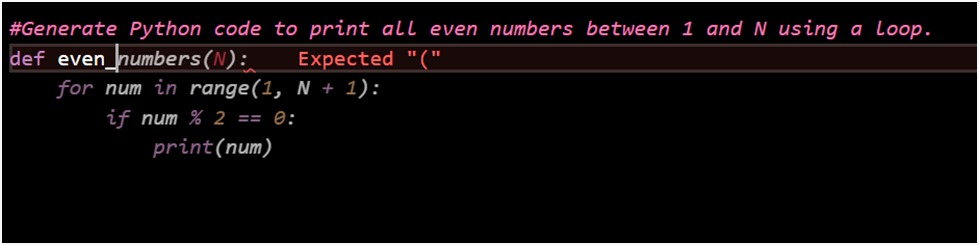 #Generate Python code to print all even numbers between 1 and N using a loop.
def even_numbers(N):    Expected "("
    for num in range(1, N + 1):
        if num % 2 == 0:
            print(num)